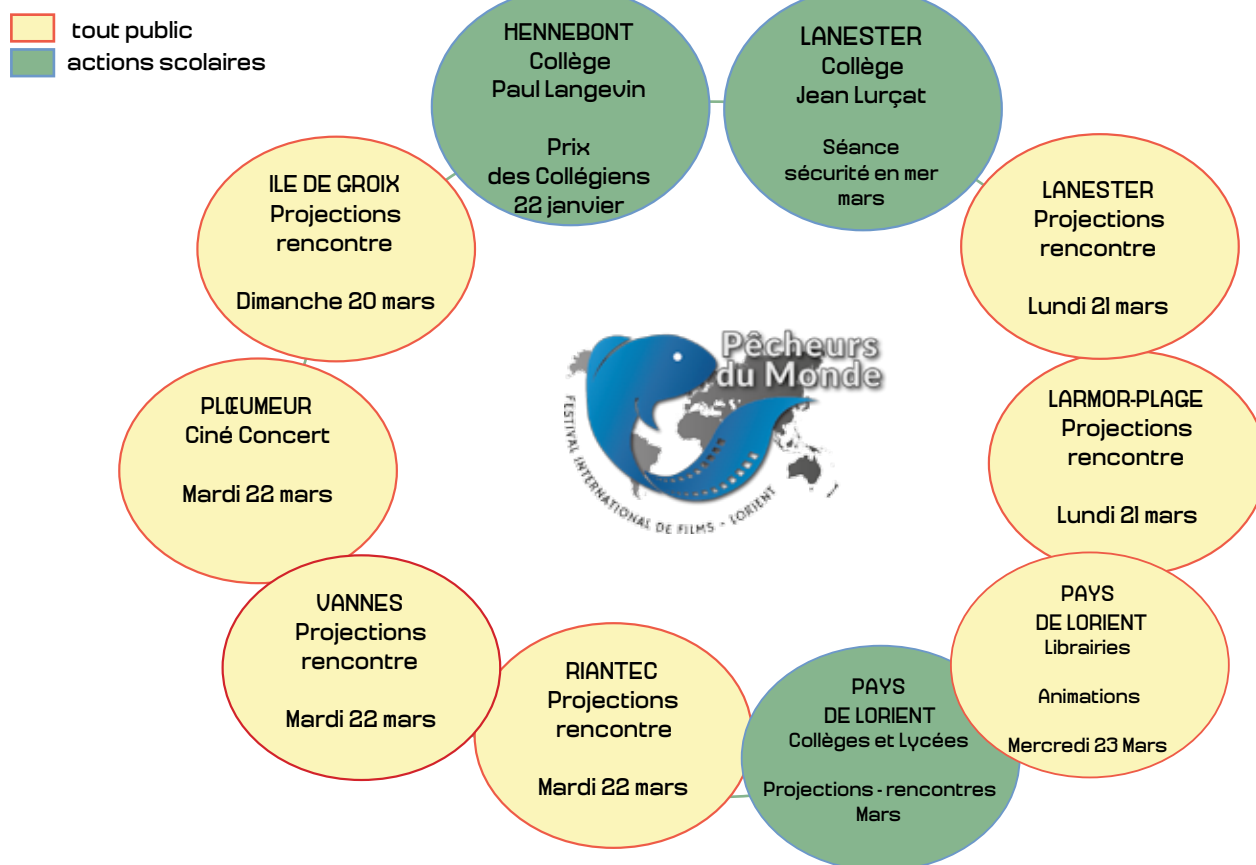 tout public
actions scolaires
HENNEBONT
Collège
Paul Langevin
Prix
des Collégiens
22 janvier
LANESTER
Collège
Jean Lurçat
Séance
sécurité en mer
mars
ILE DE GROIX
Projections
rencontre
Dimanche 20 mars
LANESTER
Projections
rencontre
Lundi 21 mars
Pêcheurs
du Monde
FESTIVAL INTERNATIONAL DE FILMS - LORIENT
PLŒUMEUR
Ciné Concert
Mardi 22 mars
LARMOR-PLAGE
Projections
rencontre
Lundi 21 mars
VANNES
Projections
rencontre
Mardi 22 mars
RIANTEC
Projections
rencontre
Mardi 22 mars
PAYS
DE LORIENT
Collèges et Lycées
Projections - rencontres
Mars
PAYS
DE LORIENT
Librairies
Animations
Mercredi 23 Mars